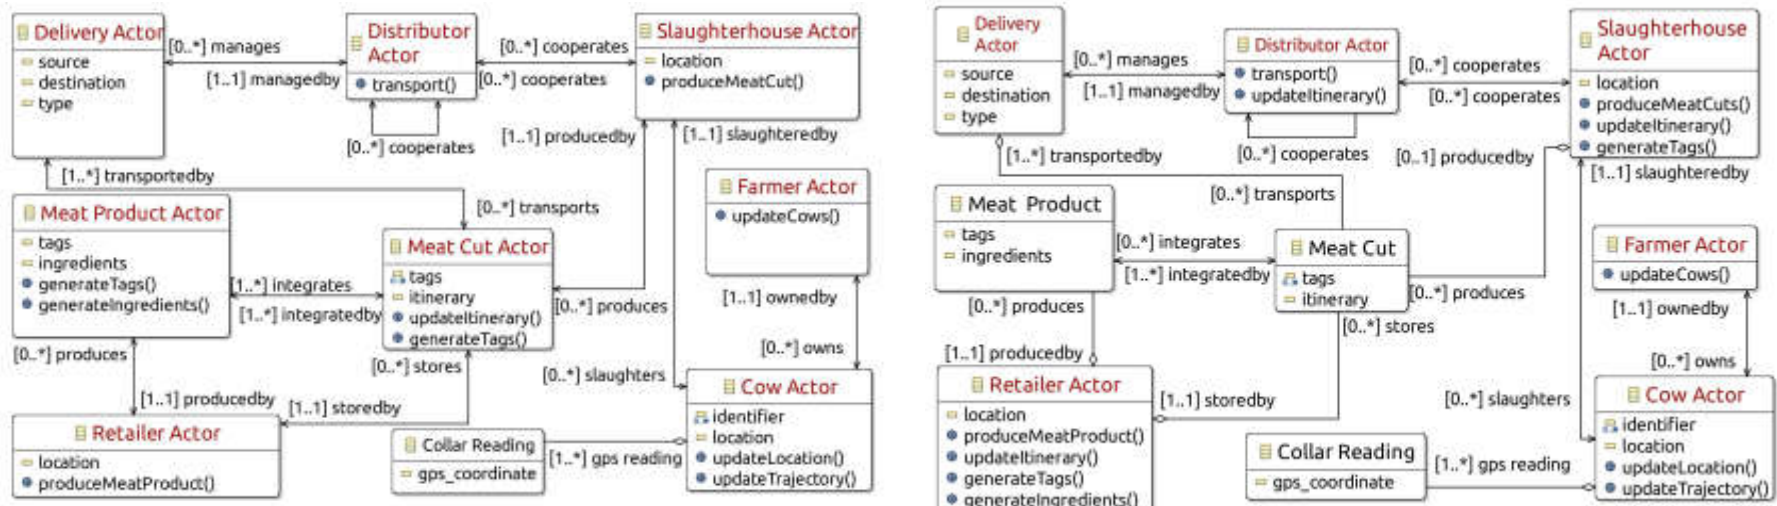 Delivery Actor
source
destination
type
[0..*] manages
[1..1] managedby
Distributor
Actor
transport()
[0..*] cooperates
[0..*] cooperates
[0..*] cooperates
Slaughterhouse Actor
location
produceMeatCut()
[1..1] producedby
[1..1] slaughteredby
[1..*] transportedby
[0..*] transports
Farmer Actor
updateCows()
Meat Product Actor
tags
ingredients
generateTags()
generateIngredients()
[1..*] integrates
[1..*] integratedby
Meat Cut Actor
tags
itinerary
updateItinerary()
generateTags()
[0..*] produces
[1..1] ownedby
[0..*] owns
[0..*] produces
[0..*] stores
[0..*] slaughters
[1..1] producedby
[1..1] storedby
Retailer Actor
location
produceMeatProduct()
Collar Reading
gps_coordinate
[1..*] gps reading
Cow Actor
identifier
location
updateLocation()
updateTrajectory()
Delivery
Actor
source
destination
type
[0..*] manages
[1..1] managedby
Distributor Actor
transport()
updateItinerary()
[0..*] cooperates
[0..*] cooperates
[0..*] cooperates
Slaughterhouse
Actor
location
produceMeatCuts()
updateItinerary()
generateTags()
[1..*] transportedby
[0..1] producedby
[1..1] slaughteredby
[0..*] transports
Meat Product
tags
ingredients
[0..*] integrates
[1..*] integratedby
Meat Cut
tags
itinerary
Farmer Actor
updateCows()
[0..*] produces
[0..*] produces
[0..*] stores
[1..1] ownedby
[0..*] owns
[1..1] producedby
Retailer Actor
location
produceMeatProduct()
updateItinerary()
generateTags()
generateIngredients()
[1..1] storedby
[0..*] slaughters
Collar Reading
gps_coordinate
[1..*] gps reading
Cow Actor
identifier
location
updateLocation()
updateTrajectory()